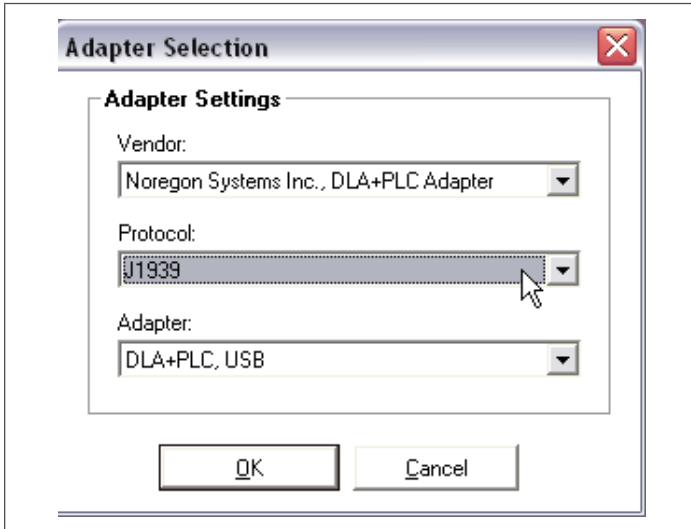 Adapter Selection
Adapter Settings
Vendor:
Noregon Systems Inc., DLA+PLC Adapter
Protocol:
J1939
Adapter:
DLA+PLC, USB
OK
Cancel